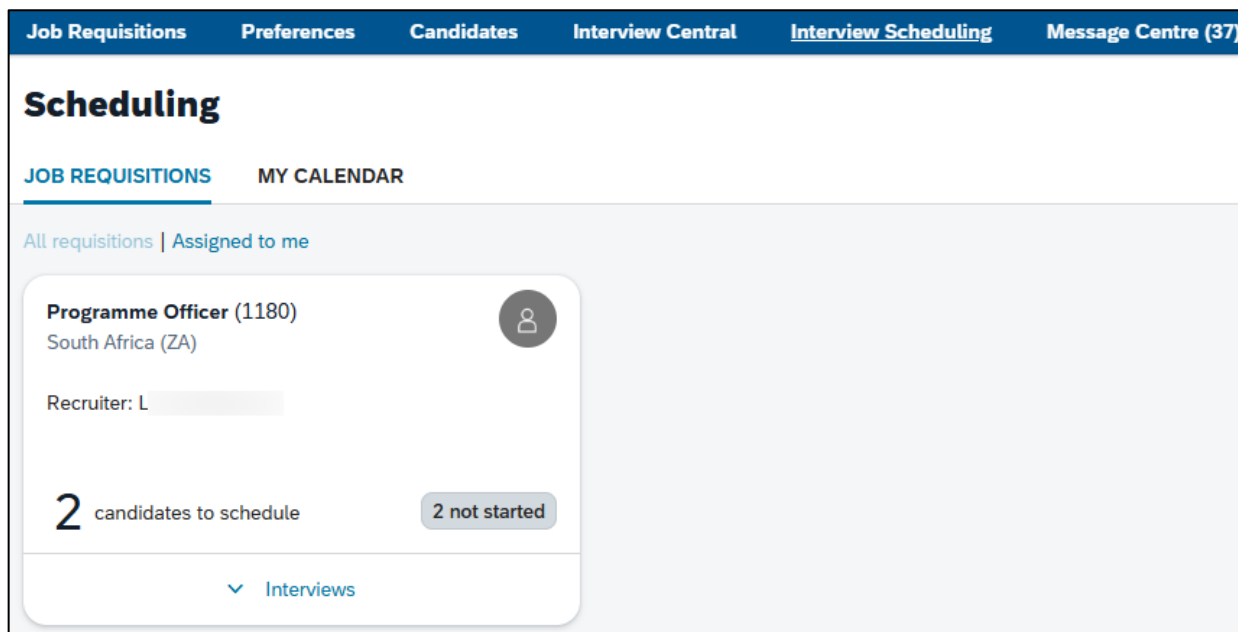 Job Requisitions Preferences Candidates Interview Central Interview Scheduling Message Centre (37)
Scheduling
JOB REQUISITIONS MY CALENDAR
All requisitions | Assigned to me
Programme Officer (1180)
South Africa (ZA)
Recruiter: L
2 candidates to schedule 2 not started
Interviews